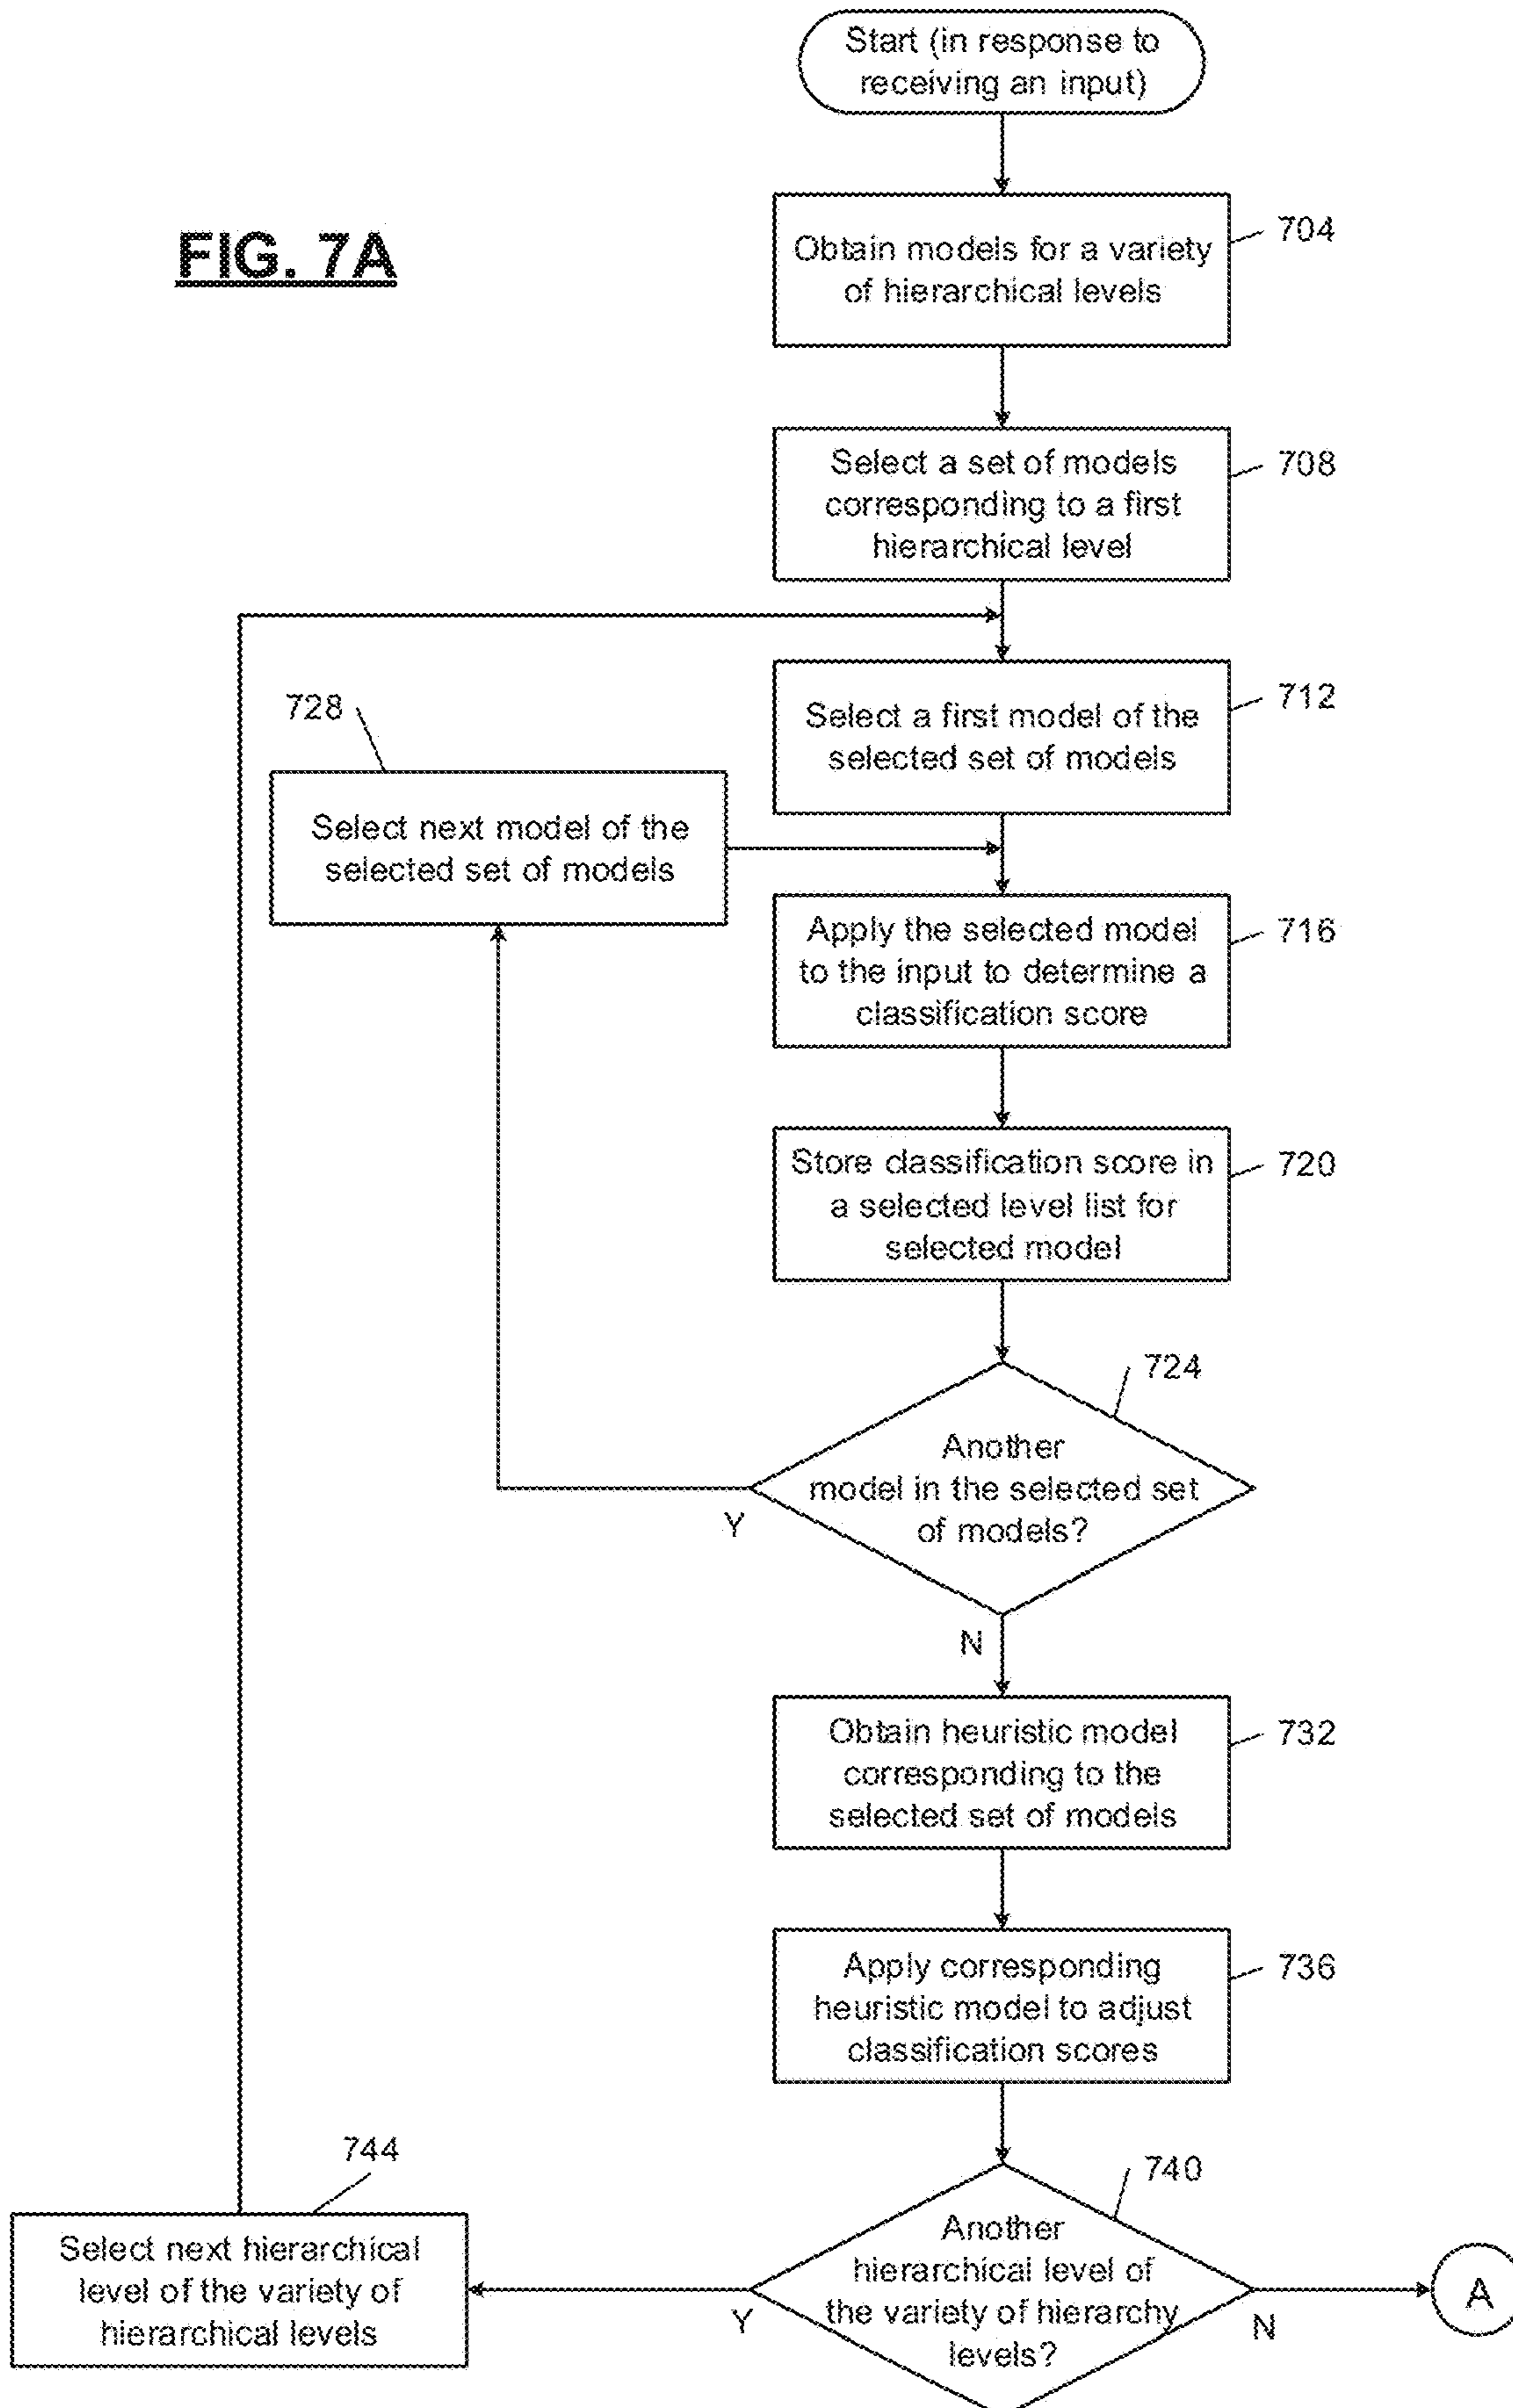 Start (in response to
receiving an input)
FIG. 7A
704
Obtain models for a variety
of hierarchical levels
708
Select a set of models
corresponding to a first
hierarchical level
712
Select a first model of the
selected set of models
728
Select next model of the
selected set of models
716
Apply the selected model
to the input to determine a
classification score
720
Store classification score in
a selected level list for
selected model
724
Another
model in the selected set
of models?
Y
N
732
Obtain heuristic model
corresponding to the
selected set of models
736
Apply corresponding
heuristic model to adjust
classification scores
744
740
Select next hierarchical
level of the variety of
hierarchical levels
Another
hierarchical level of
the variety of hierarchy
levels?
Y
N
A